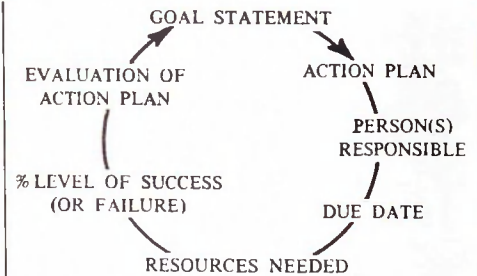 GOAL STATEMENT
ACTION PLAN
PERSON(S)
RESPONSIBLE
DUE DATE
RESOURCES NEEDED
% LEVEL OF SUCCESS
(OR FAILURE)
EVALUATION OF
ACTION PLAN